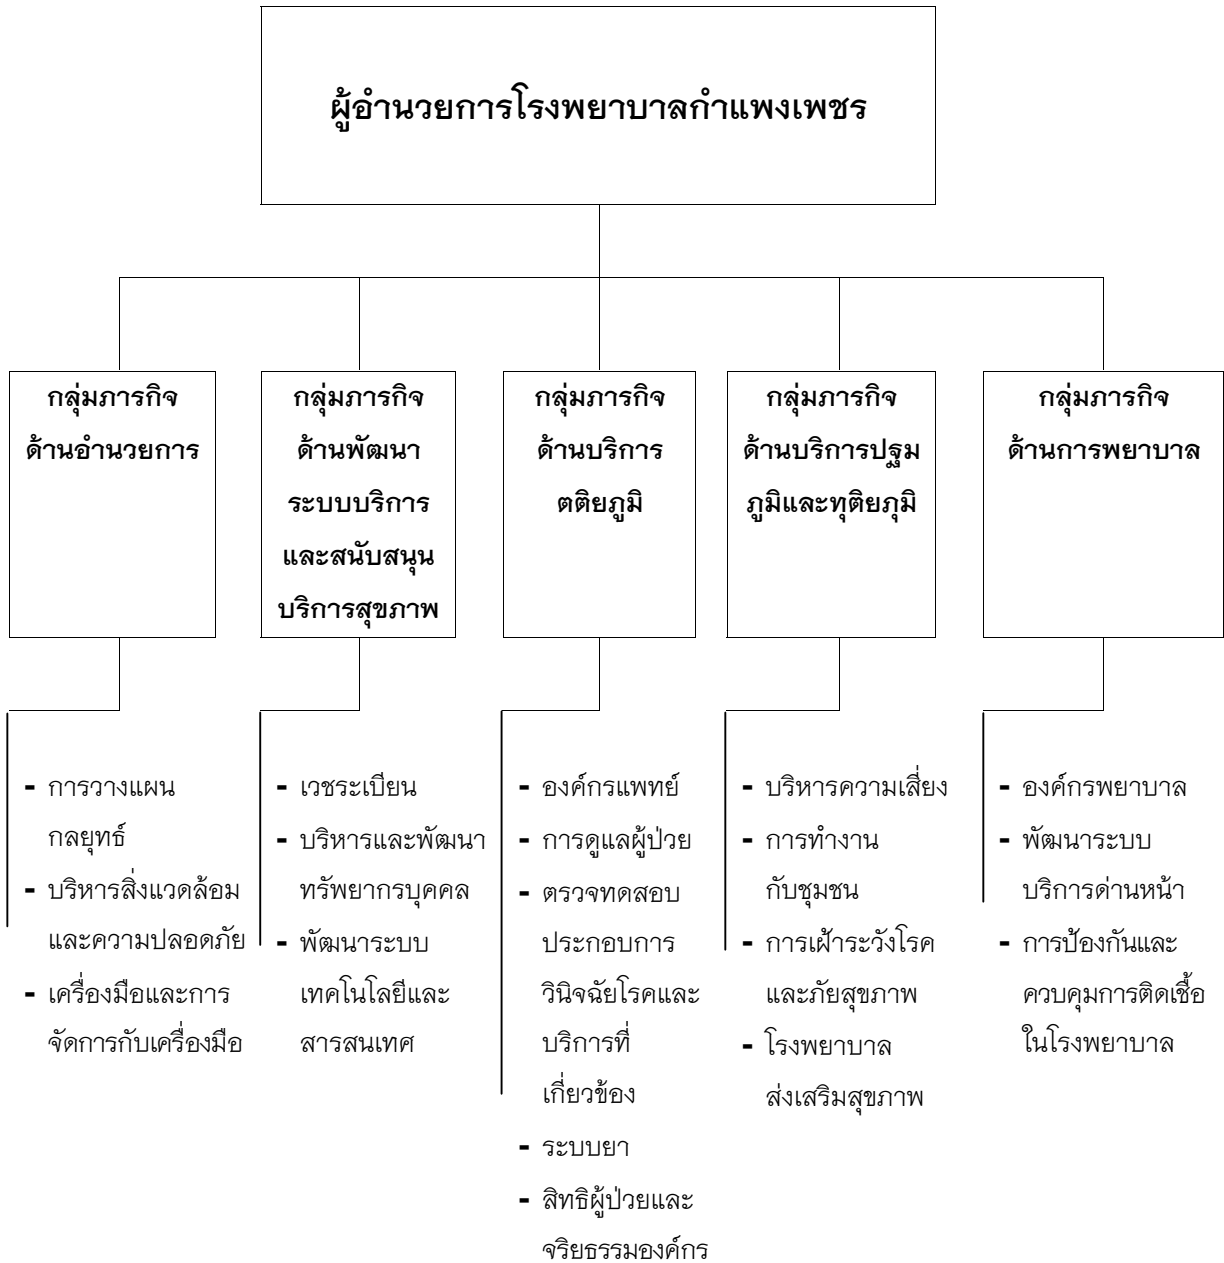 ผู้อำนวยการโรงพยาบาลกำแพงเพชร
กลุ่มภารกิจ
ด้านอำนวยการ
กลุ่มภารกิจ
ด้านพัฒนา
ระบบบริการ
และสนับสนุน
บริการสุขภาพ
กลุ่มภารกิจ
ด้านบริการ
ตติยภูมิ
กลุ่มภารกิจ
ด้านบริการปฐม
ภูมิและทุติยภุมิ
กลุ่มภารกิจ
ด้านการพยาบาล
- การวางแผน
กลยุทธ์
- บริหารสิ่งแวดล้อม
และความปลอดภัย
- เครื่องมือและการ
จัดการกับเครื่องมือ
- เวชระเบียน
- บริหารและพัฒนา
ทรัพยากรบุคคล
- พัฒนาระบบ
เทคโนโลยีและ
สารสนเทศ
- องค์กรแพทย์
- การดูแลผู้ป่วย
- ตรวจทดสอบ
ประกอบการ
วินิจฉัยโรคและ
บริการที่
เกี่ยวข้อง
- ระบบยา
- สิทธิผู้ป่วยและ
จริยธรรมองค์กร
- บริหารความเสี่ยง
- การทำงาน
กับชุมชน
- การเฝ้าระวังโรค
และภัยสุขภาพ
- โรงพยาบาล
ส่งเสริมสุขภาพ
- องค์กรพยาบาล
- พัฒนาระบบ
บริการด่านหน้า
- การป้องกันและ
ควบคุมการติดเชื้อ
ในโรงพยาบาล